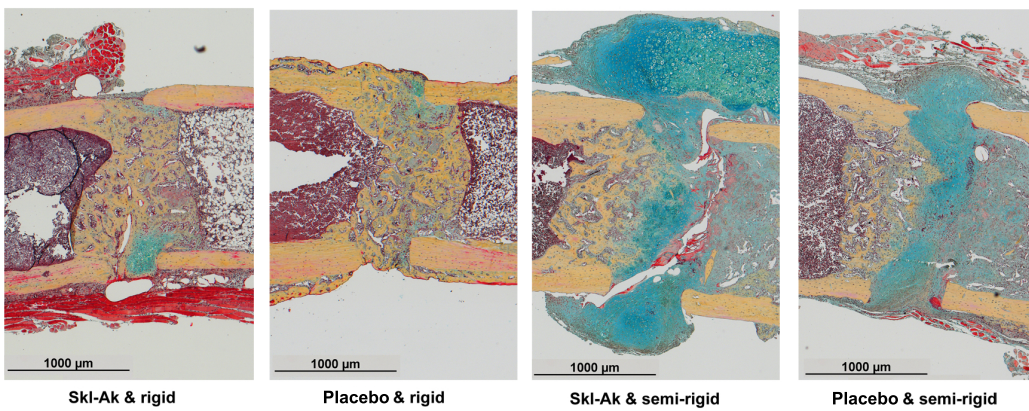 1000 µm
1000 µm
1000 µm
1000 µm
Skl-Ak & rigid
Placebo & rigid
Skl-Ak & semi-rigid
Placebo & semi-rigid